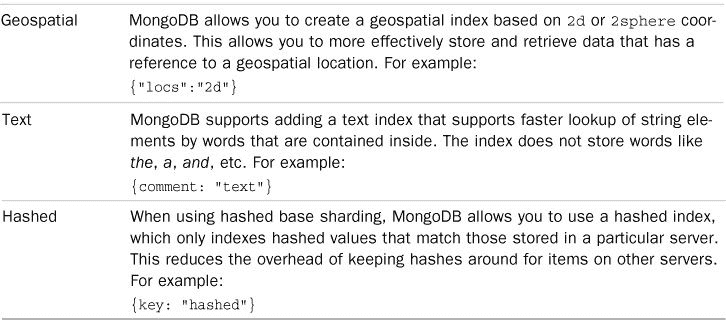 Geospatial MongoDB allows you to create a geospatial index based on 2d or 2sphere coor-
dinates. This allows you to more effectively store and retrieve data that has a
reference to a geospatial location. For example:
{"locs":"2d"}
Text MongoDB supports adding a text index that supports faster lookup of string ele-
ments by words that are contained inside. The index does not store words like
the, a, and, etc. For example:
{comment: "text"}
Hashed When using hashed base sharding, MongoDB allows you to use a hashed index,
which only indexes hashed values that match those stored in a particular server.
This reduces the overhead of keeping hashes around for items on other servers.
For example:
{key: "hashed"}